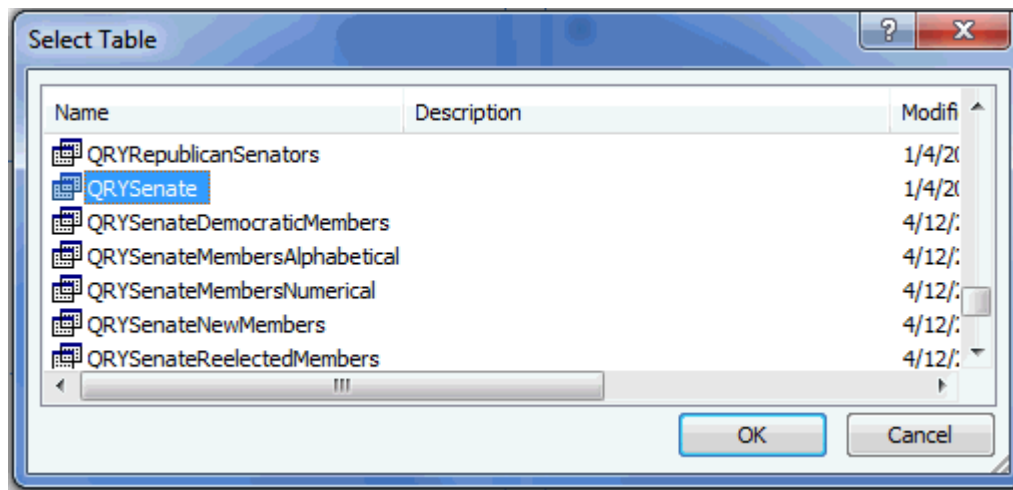 Select Table
Name Description Modifi
QRYRepublicanSenators 1/4/20
QRYSenate 1/4/20
QRYSenateDemocraticMembers 4/12/
QRYSenateMembersAlphabetical 4/12/
QRYSenateMembersNumerical 4/12/
QRYSenateNewMembers 4/12/
QRYSenateReelectedMembers 4/12/
OK Cancel